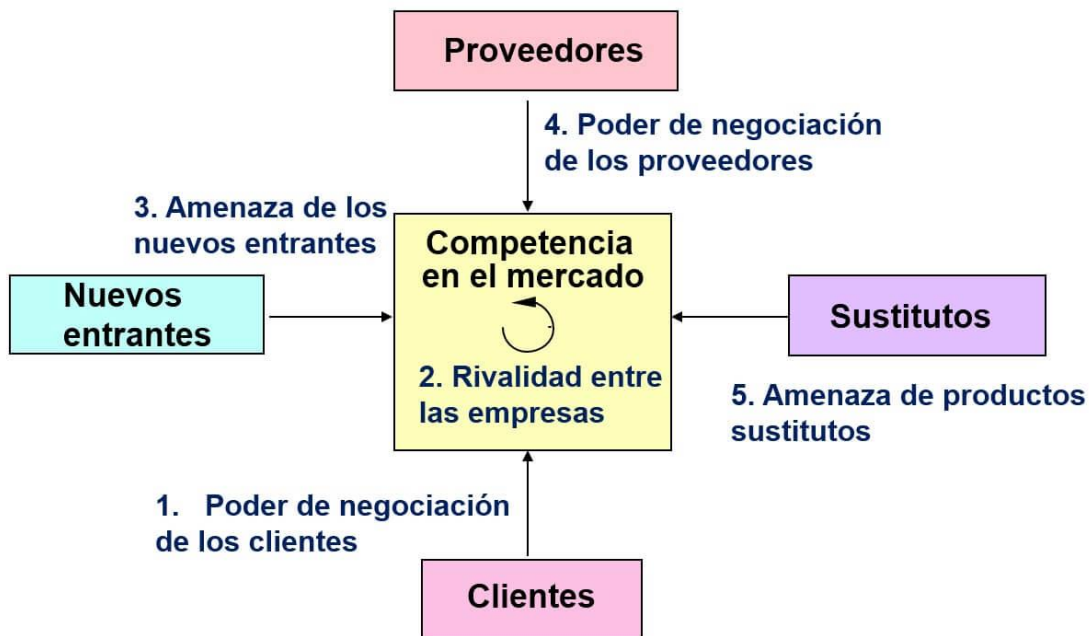 Proveedores
4. Poder de negociación
de los proveedores
3. Amenaza de los
nuevos entrantes
Competencia
en el mercado
Nuevos
entrantes
Sustitutos
2. Rivalidad entre
las empresas
5. Amenaza de productos
sustitutos
1. Poder de negociación
de los clientes
Clientes